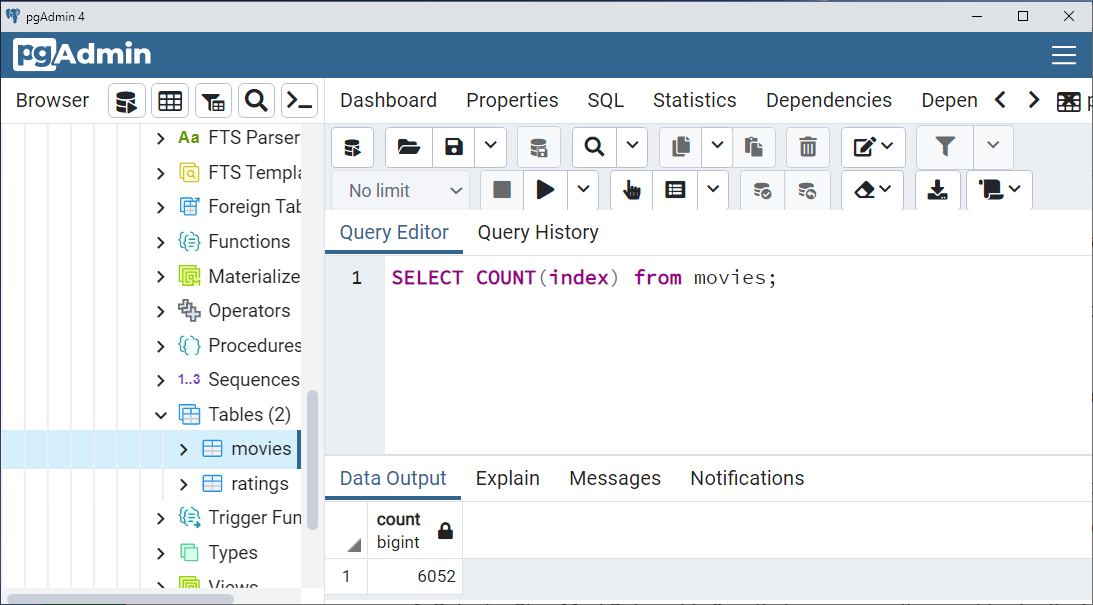 pgAdmin 4
pgAdmin
Browser
Dashboard Properties SQL Statistics Dependencies Depen
FTS Parser
FTS Templa
Foreign Tab
Functions
Materialize
Operators
Procedures
1..3 Sequences
Tables (2)
movies
ratings
Trigger Fun
Types
Views
No limit
Query Editor Query History
1 SELECT COUNT(index) from movies;
Data Output Explain Messages Notifications
count
bigint
1 6052